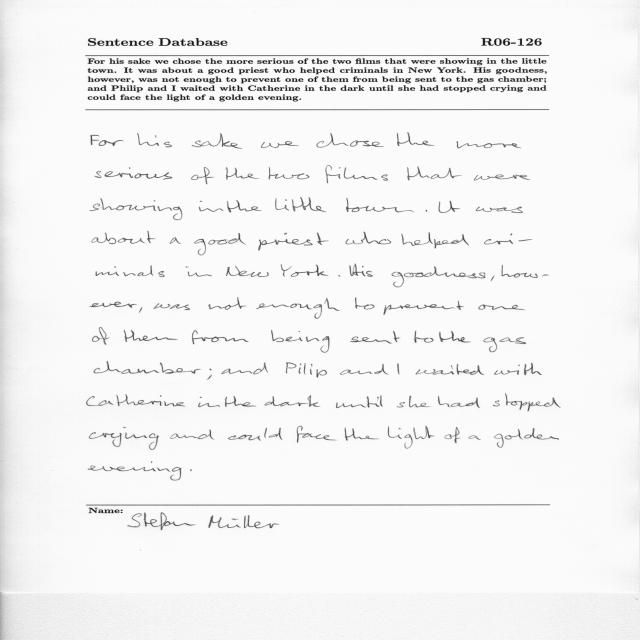 Sentence Database R06-126
For his sake we chose the more serious of the two films that were showing in the little
town. It was about a good priest who helped criminals in New York. His goodness,
however, was not enough to prevent one of them from being sent to the gas chamber;
and Philip and I waited with Catherine in the dark until she had stopped crying and
could face the light of a golden evening.
For his sake we chose the more
serious of the two films that were
showing in the little town. It was
about a good priest who helped cri-
minals in New York. His goodness, how-
ever, was not enough to prevent one
of them from being sent to the gas
chamber; and Pilip and I waited with
Catherine in the dark until she had stopped
crying and could face the light of a golden
evening.
Name:
Stefan Müller